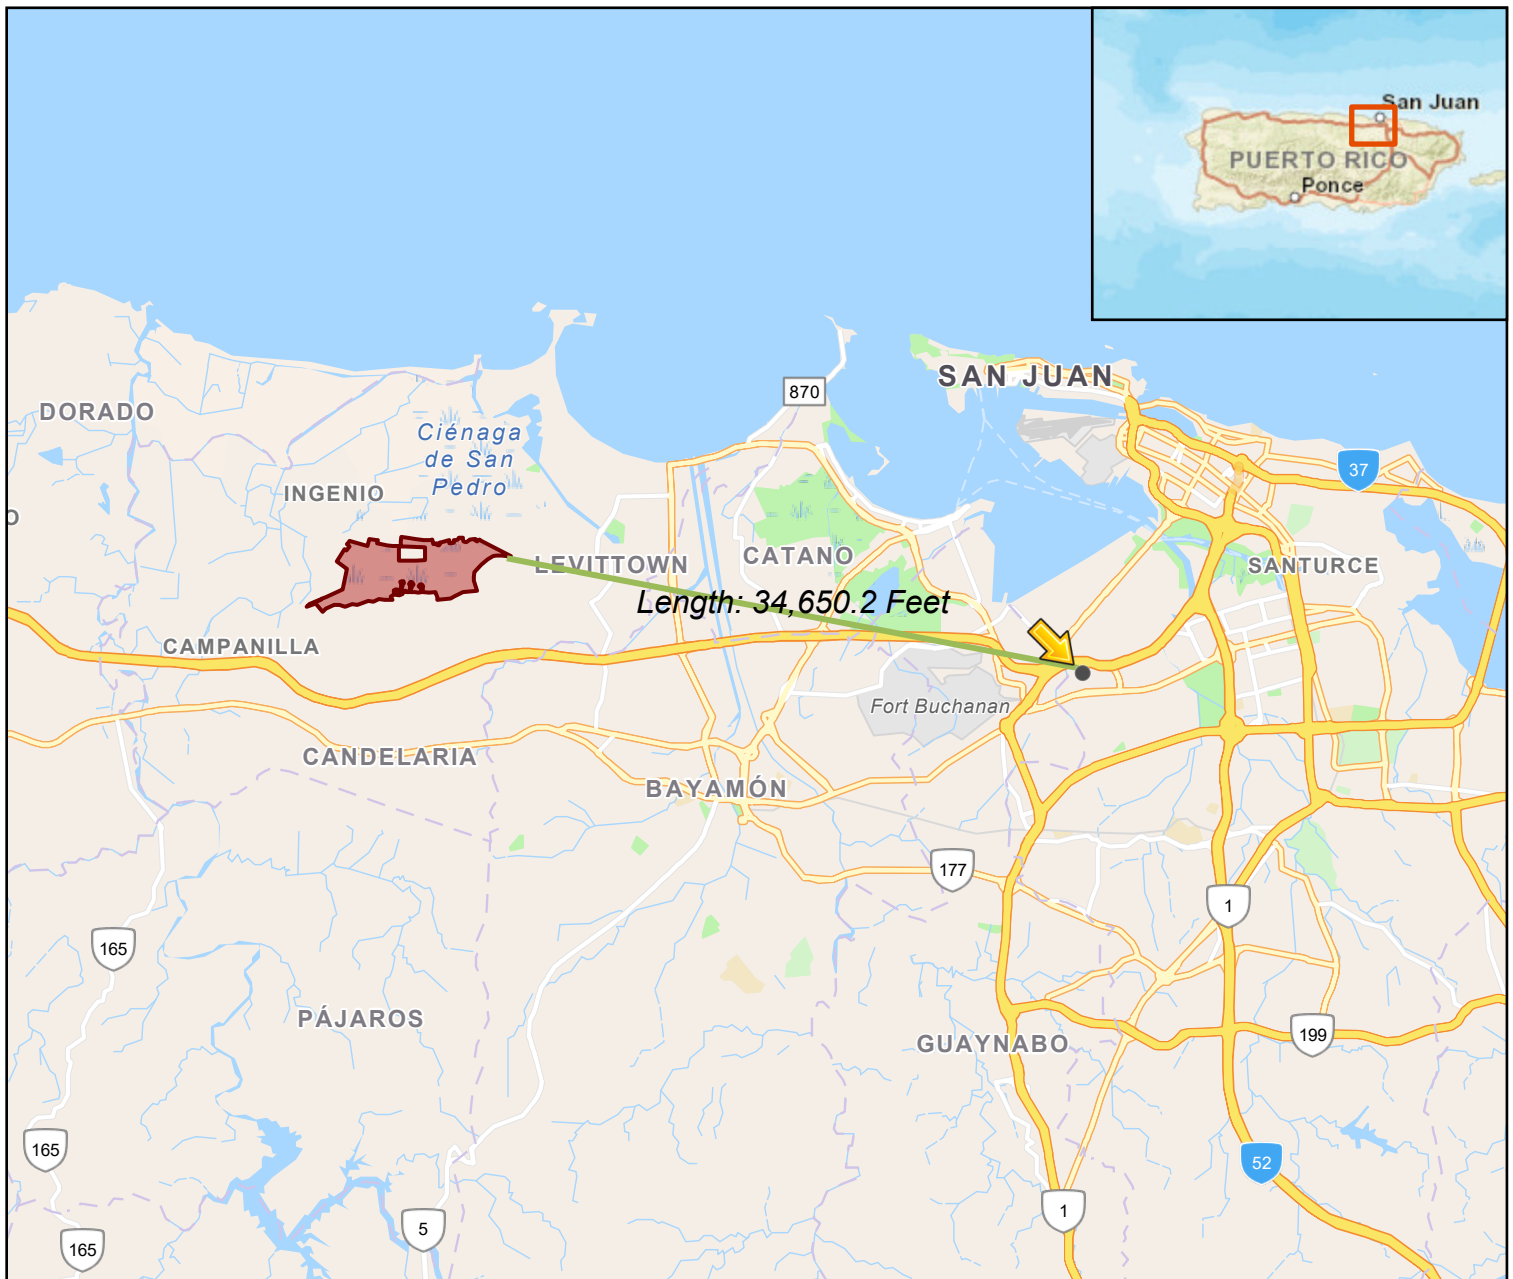 San Juan
PUERTO RICO
Ponce
SAN JUAN
870
DORADO
Ciénaga
de San
Pedro
37
INGENIO
O
LEVITTOWN
CATANO
SANTURCE
Length: 34,650.2 Feet
CAMPANILLA
Fort Buchanan
CANDELARIA
BAYAMÓN
177
1
165
PÁJAROS
GUAYNABO
199
165
52
1
5
165